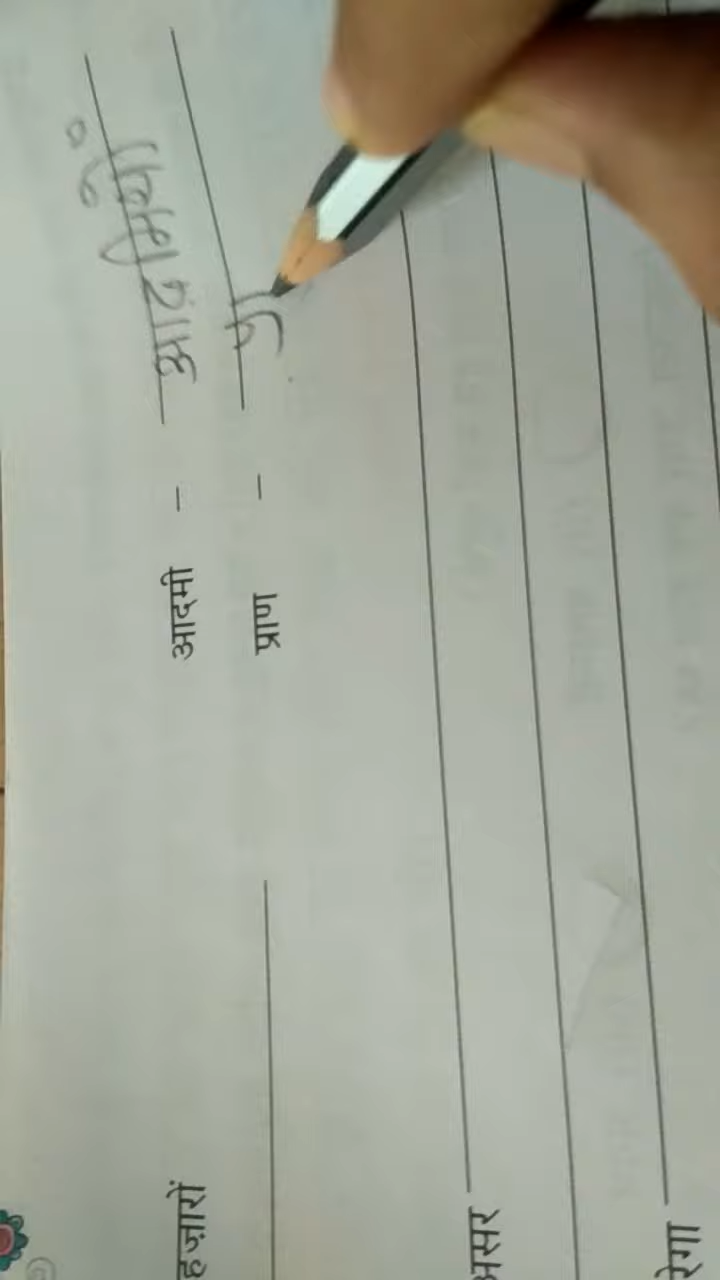 हज़ारों आदमी - आदमियों
प्राण - प्रा
असर
रेगा